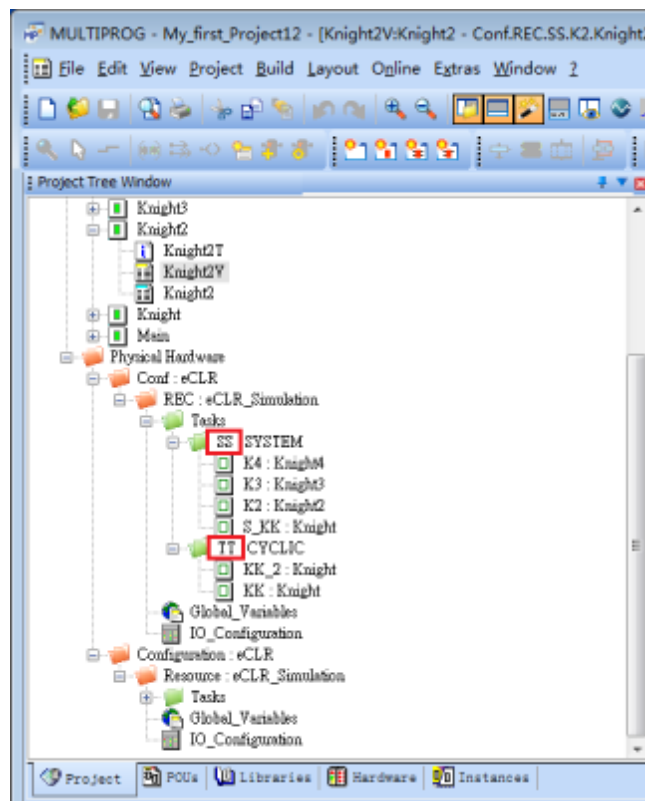 MULTIPROG - My_first_Project12 - [Knight2V:Knight2 - Conf.REC.SS.K2.Knight2
File Edit View Project Build Layout Online Extras Window ?
Project Tree Window
Knight3
Knight2
Knight2T
Knight2V
Knight2
Knight
Main
Physical Hardware
Conf : eCLR
REC : eCLR_Simulation
Tasks
SS SYSTEM
K4 : Knight4
K3 : Knight3
K2 : Knight2
S_KK : Knight
TT CYCLIC
KK_2 : Knight
KK : Knight
Global_Variables
IO_Configuration
Configuration : eCLR
Resource : eCLR_Simulation
Tasks
Global_Variables
IO_Configuration
Project POUs Libraries Hardware Instances